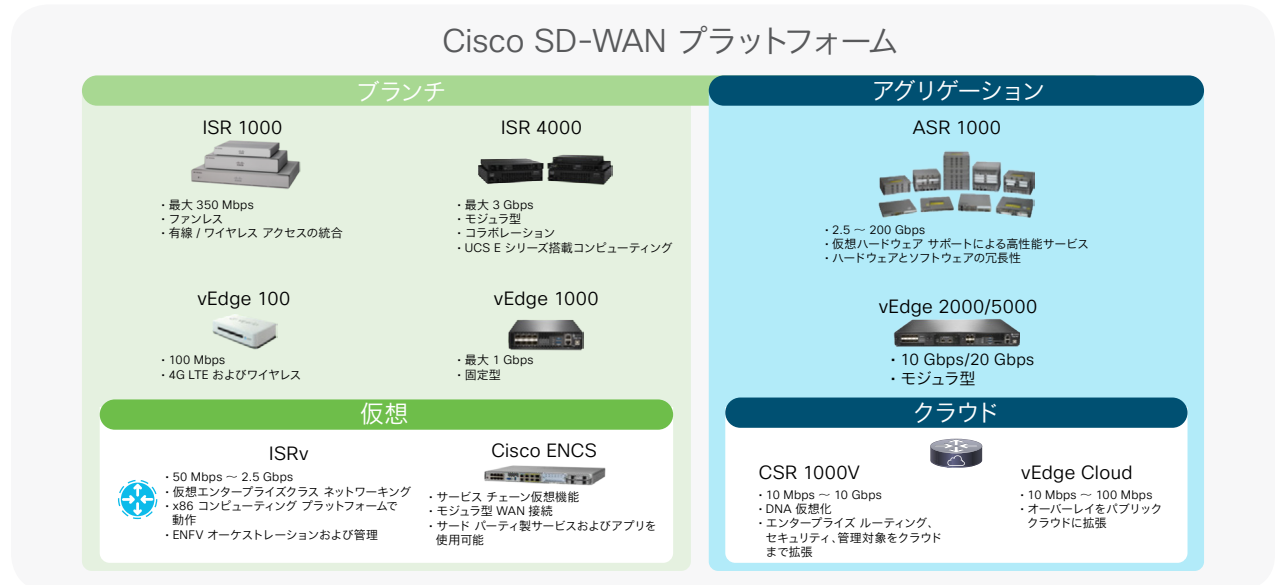 Cisco SD-WAN プラットフォーム
ブランチ
ISR 1000
・最大 350 Mbps
・ファンレス
・有線 / ワイヤレス アクセスの統合
ISR 4000
・最大 3 Gbps
・モジュラ型
・コラボレーション
・UCS E シリーズ搭載コンピューティング
vEdge 100
・100 Mbps
・4G LTE およびワイヤレス
vEdge 1000
・最大 1 Gbps
・固定型
仮想
ISRv
・50 Mbps ～ 2.5 Gbps
・仮想エンタープライズクラス ネットワーキング
・x86 コンピューティング プラットフォームで
動作
・ENFV オーケストレーションおよび管理
Cisco ENCS
・サービス チェーン仮想機能
・モジュラ型 WAN 接続
・サード パーティ製サービスおよびアプリを
使用可能
アグリゲーション
ASR 1000
・2.5 ～ 200 Gbps
・仮想ハードウェア サポートによる高性能サービス
・ハードウェアとソフトウェアの冗長性
vEdge 2000/5000
・10 Gbps/20 Gbps
・モジュラ型
クラウド
CSR 1000V
・10 Mbps ～ 10 Gbps
・DNA 仮想化
・エンタープライズ ルーティング、
セキュリティ、管理対象をクラウド
まで拡張
vEdge Cloud
・10 Mbps ～ 100 Mbps
・オーバーレイをパブリック
クラウドに拡張